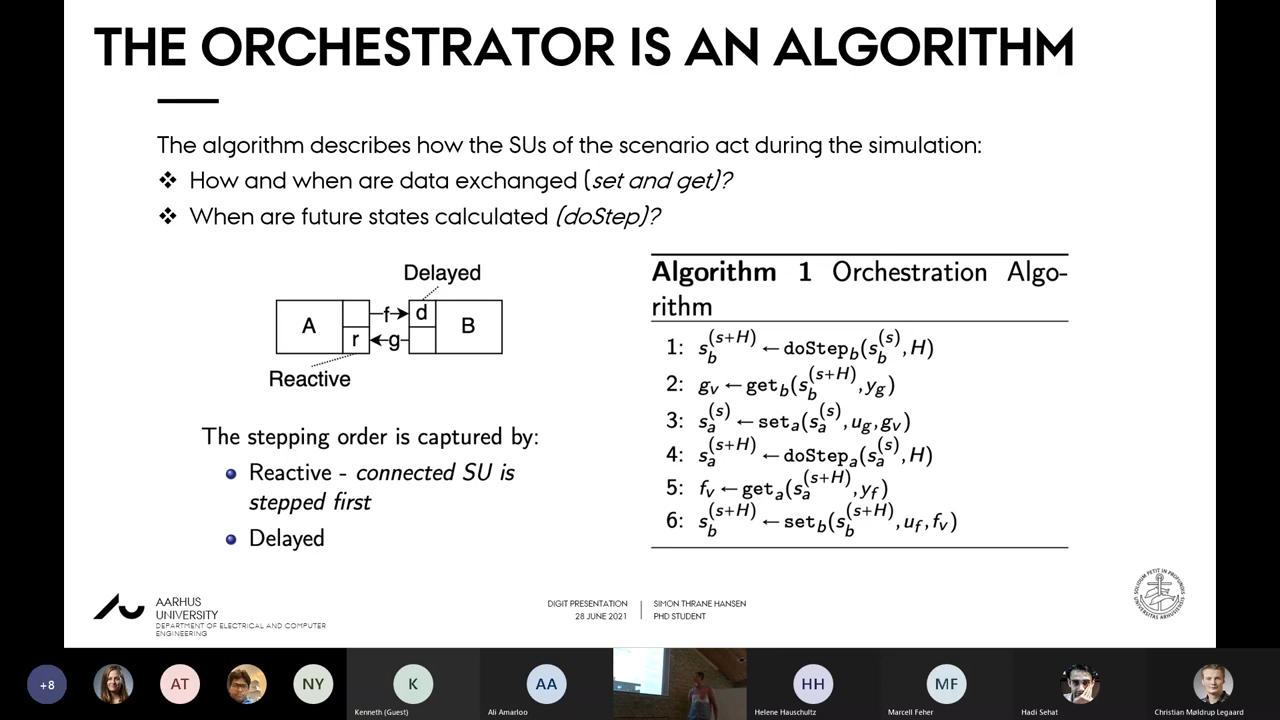 THE ORCHESTRATOR IS AN ALGORITHM
The algorithm describes how the SUs of the scenario act during the simulation:
❖ How and when are data exchanged (set and get)?
❖ When are future states calculated (doStep)?
Delayed
A
f
d
B
r
g
Reactive
The stepping order is captured by:
Reactive - connected SU is
stepped first
Delayed
Algorithm 1 Orchestration Algo-
rithm
1: s_b^(s+H) ← doStep_b(s_b^(s), H)
2: g_v ← get_b(s_b^(s+H), y_g)
3: s_a^(s) ← set_a(s_a^(s), u_g, g_v)
4: s_a^(s+H) ← doStep_a(s_a^(s), H)
5: f_v ← get_a(s_a^(s+H), y_f)
6: s_b^(s+H) ← set_b(s_b^(s+H), u_f, f_v)
AARHUS
UNIVERSITY
DEPARTMENT OF ELECTRICAL AND COMPUTER
ENGINEERING
DIGIT PRESENTATION
28 JUNE 2021
SIMON THRANE HANSEN
PHD STUDENT
+8
AT
NY
K
Kenneth (Guest)
AA
Ali Amarloo
HH
Helene Hauschultz
MF
Marcell Feher
Hadi Sehat
Christian Møldrup Legaard